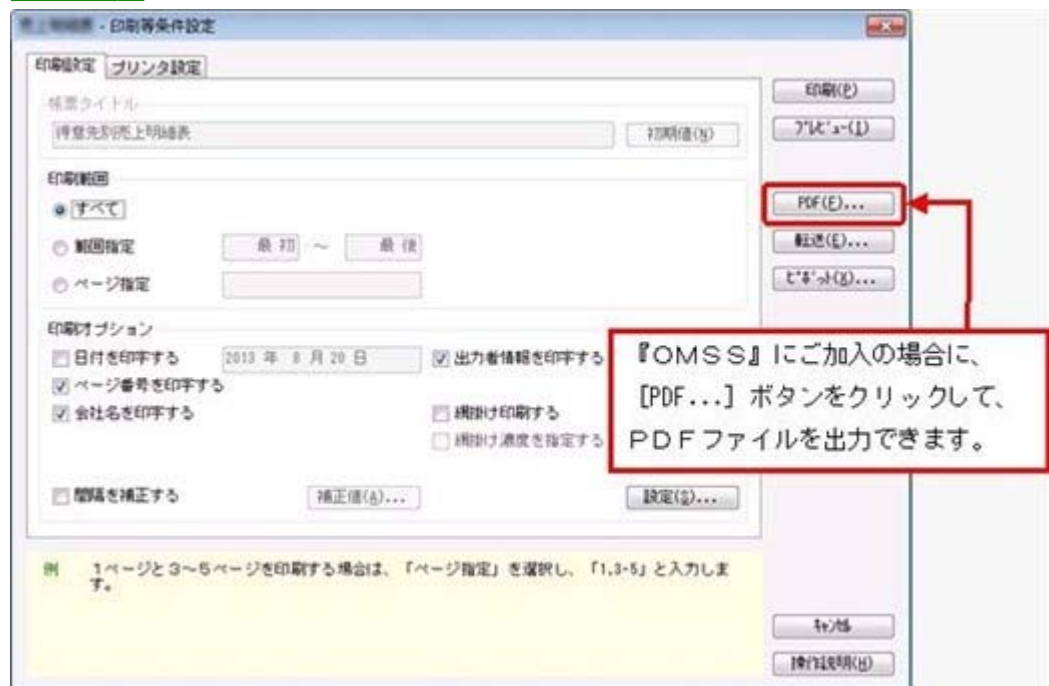 - 印刷等条件設定
印刷設定 プリンタ設定
帳票タイトル
得意先別売上明細表 初期値(N)
印刷範囲
すべて
範囲指定 最初 ～ 最後
ページ指定
印刷オプション
日付を印字する 2013 年 8 月 20 日 出力者情報を印字する
ページ番号を印字する
会社名を印字する 網掛け印刷する
網掛け濃度を指定する
間隔を補正する 補正値(A)... 設定(S)...
例 1ページと3～5ページを印刷する場合は、「ページ指定」を選択し、「1,3-5」と入力しま
す。
印刷(P)
ﾌﾟﾚﾋﾞｭｰ(I)
PDF(F)...
転送(E)...
ﾋﾟﾎﾞｯﾄ(X)...
『ＯＭＳＳ』にご加入の場合に、
[PDF...] ボタンをクリックして、
ＰＤＦファイルを出力できます。
ｷｬﾝｾﾙ
操作説明(H)